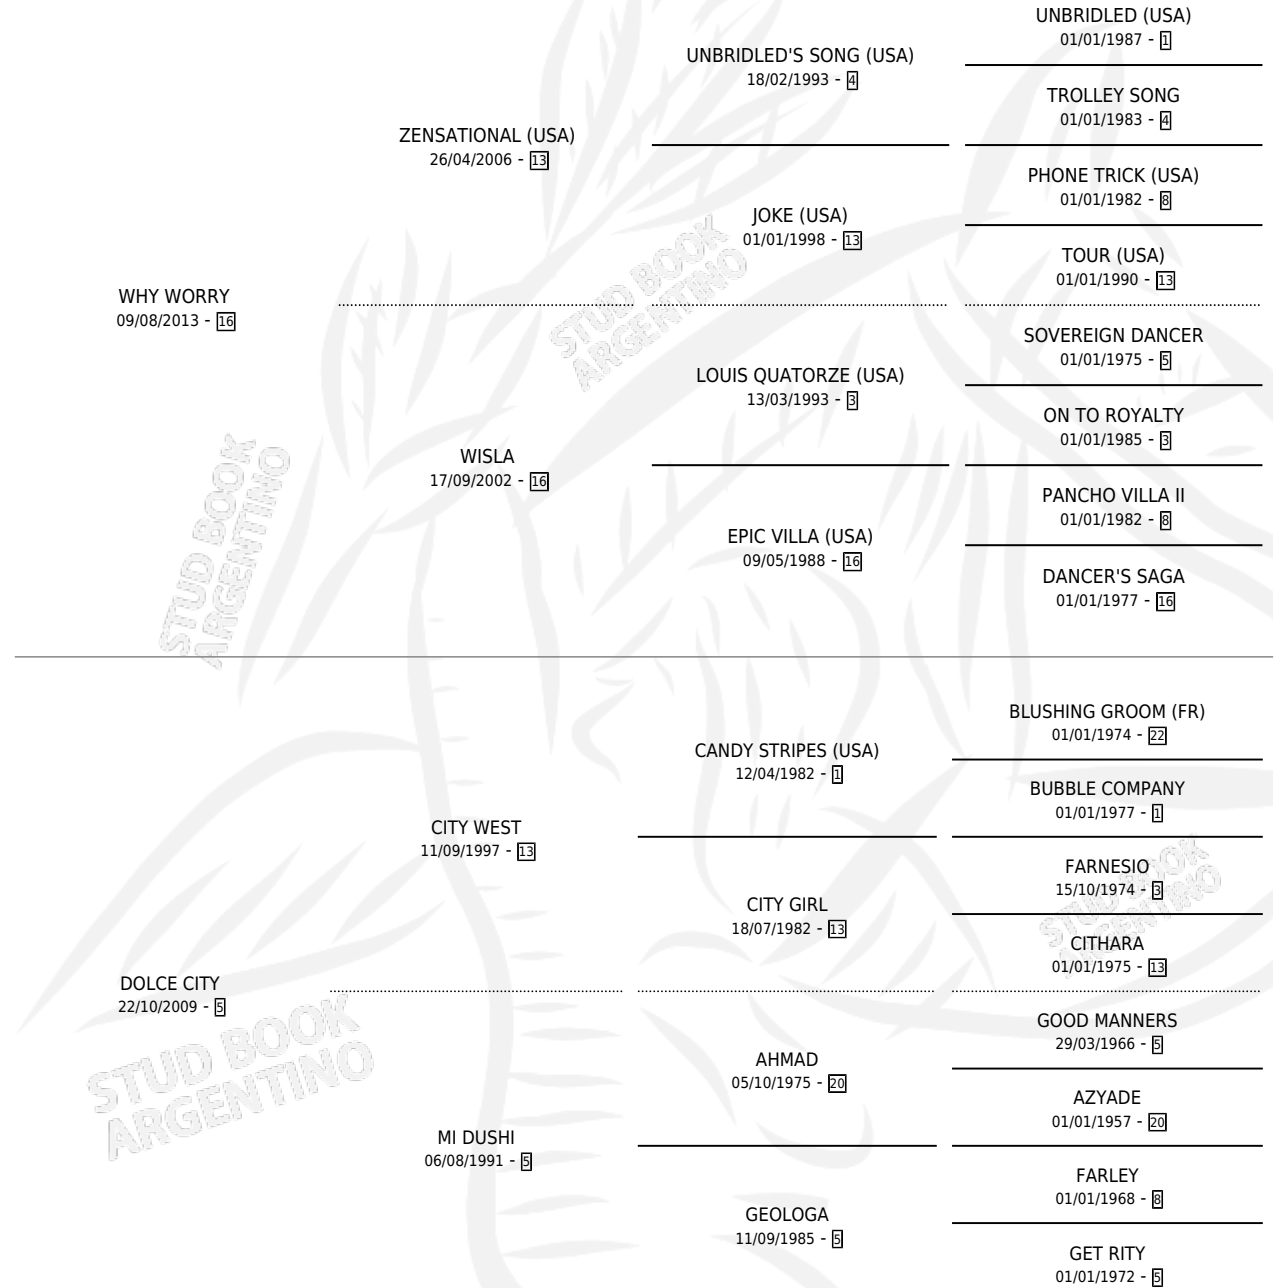 UNBRIDLED (USA)
01/01/1987 - 1
UNBRIDLED'S SONG (USA)
18/02/1993 - 4
TROLLEY SONG
01/01/1983 - 4
ZENSATIONAL (USA)
26/04/2006 - 13
PHONE TRICK (USA)
01/01/1982 - 8
JOKE (USA)
01/01/1998 - 13
TOUR (USA)
01/01/1990 - 13
WHY WORRY
09/08/2013 - 16
SOVEREIGN DANCER
01/01/1975 - 5
LOUIS QUATORZE (USA)
13/03/1993 - 3
ON TO ROYALTY
01/01/1985 - 3
WISLA
17/09/2002 - 16
PANCHO VILLA II
01/01/1982 - 8
EPIC VILLA (USA)
09/05/1988 - 16
DANCER'S SAGA
01/01/1977 - 16
STUD BOOK
ARGENTINO
STUD BOOK
ARGENTINO
BLUSHING GROOM (FR)
01/01/1974 - 22
CANDY STRIPES (USA)
12/04/1982 - 1
BUBBLE COMPANY
01/01/1977 - 1
CITY WEST
11/09/1997 - 13
FARNESIO
15/10/1974 - 3
CITY GIRL
18/07/1982 - 13
CITHARA
01/01/1975 - 13
DOLCE CITY
22/10/2009 - 5
GOOD MANNERS
29/03/1966 - 5
AHMAD
05/10/1975 - 20
AZYADE
01/01/1957 - 20
MI DUSHI
06/08/1991 - 5
FARLEY
01/01/1968 - 8
GEOLOGA
11/09/1985 - 5
GET RITY
01/01/1972 - 5
STUD BOOK
ARGENTINO
STUD BOOK
ARGENTINO